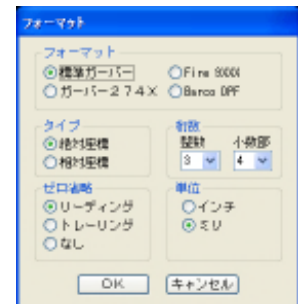 フォーマット
フォーマット
標準ガーバー
Fire 9000
ガーバー274X
Barco DPF
タイプ
絶対座標
相対座標
桁数
整数 小数部
3 4
ゼロ省略
リーディング
トレーリング
なし
単位
インチ
ミリ
OK キャンセル